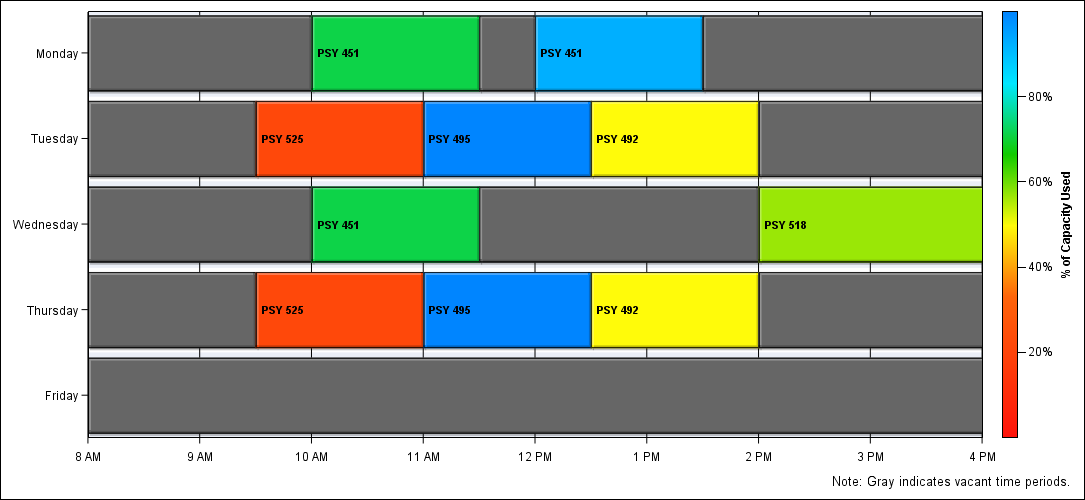 Monday
PSY 451
PSY 451
80%
Tuesday
PSY 525
PSY 495
PSY 492
60%
Wednesday
PSY 451
PSY 518
% of Capacity Used
40%
Thursday
PSY 525
PSY 495
PSY 492
20%
Friday
8 AM 9 AM 10 AM 11 AM 12 PM 1 PM 2 PM 3 PM 4 PM
Note: Gray indicates vacant time periods.